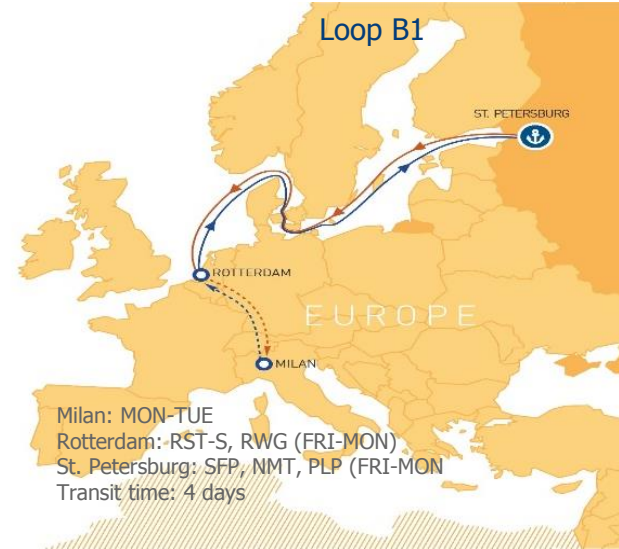 Loop B1
ST. PETERSBURG
ROTTERDAM
EUROPE
MILAN
Milan: MON-TUE
Rotterdam: RST-S, RWG (FRI-MON)
St. Petersburg: SFP, NMT, PLP (FRI-MON
Transit time: 4 days